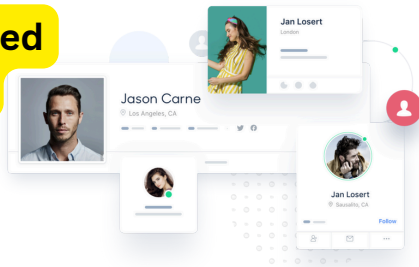 ed
Jan Losert
London
Jason Carne
Los Angeles, CA
Jan Losert
Sausalito, CA
Follow